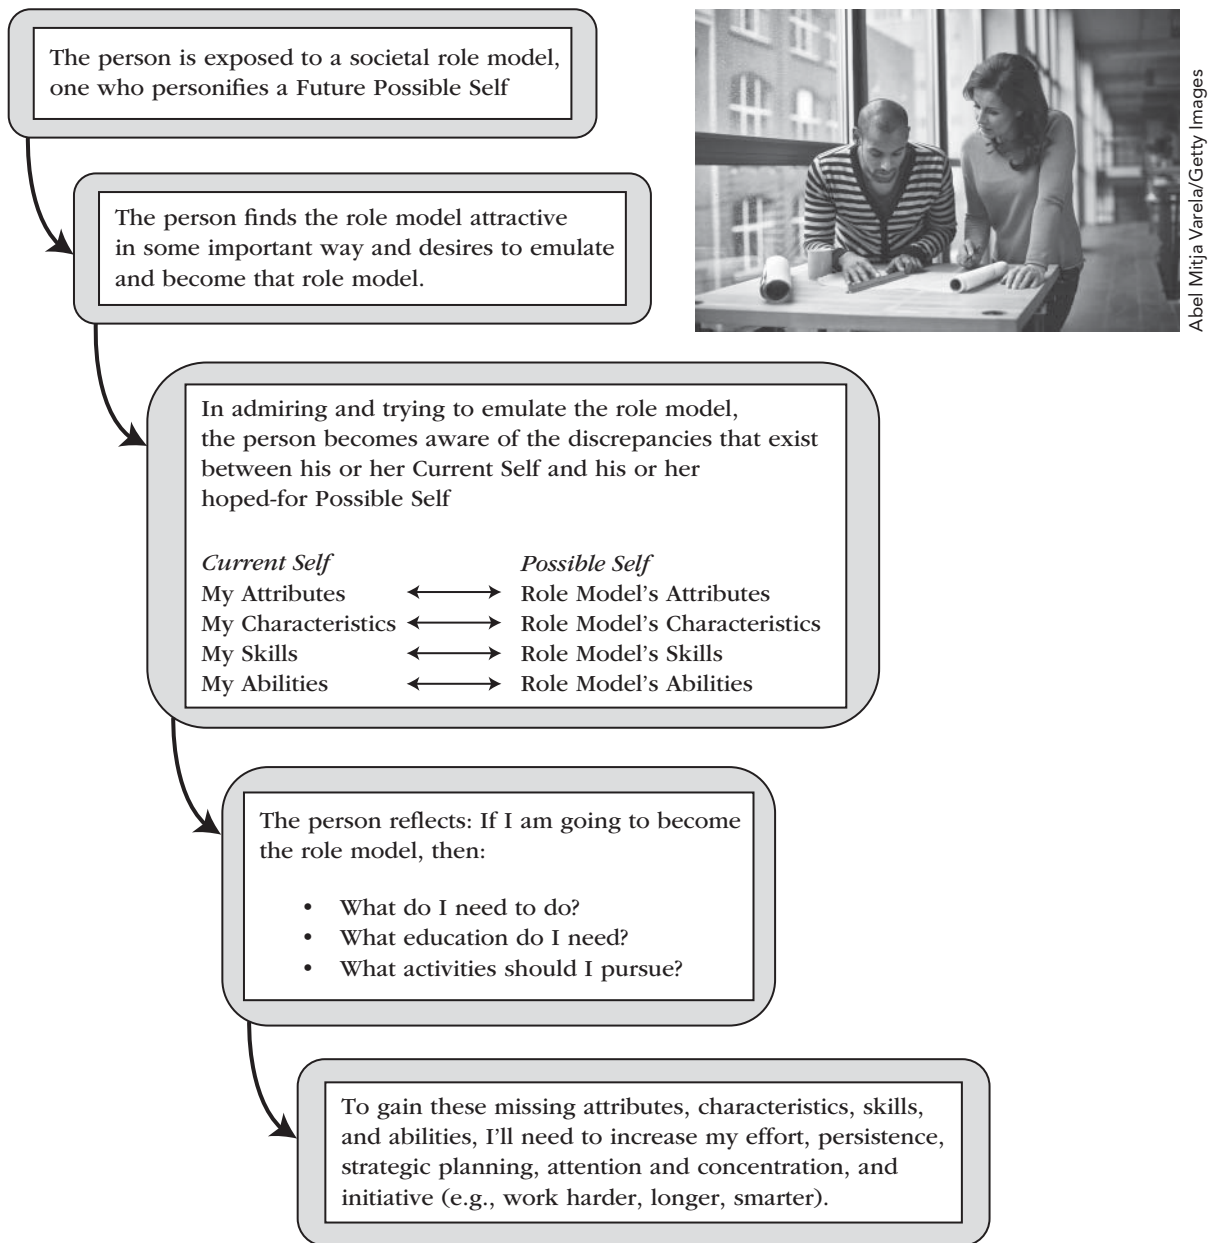 The person is exposed to a societal role model,
one who personifies a Future Possible Self
Abel Mitja Varela/Getty Images
The person finds the role model attractive
in some important way and desires to emulate
and become that role model.
In admiring and trying to emulate the role model,
the person becomes aware of the discrepancies that exist
between his or her Current Self and his or her
hoped-for Possible Self
Current Self Possible Self
My Attributes Role Model’s Attributes
My Characteristics Role Model’s Characteristics
My Skills Role Model’s Skills
My Abilities Role Model’s Abilities
The person reflects: If I am going to become
the role model, then:
• What do I need to do?
• What education do I need?
• What activities should I pursue?
To gain these missing attributes, characteristics, skills,
and abilities, I’ll need to increase my effort, persistence,
strategic planning, attention and concentration, and
initiative (e.g., work harder, longer, smarter).